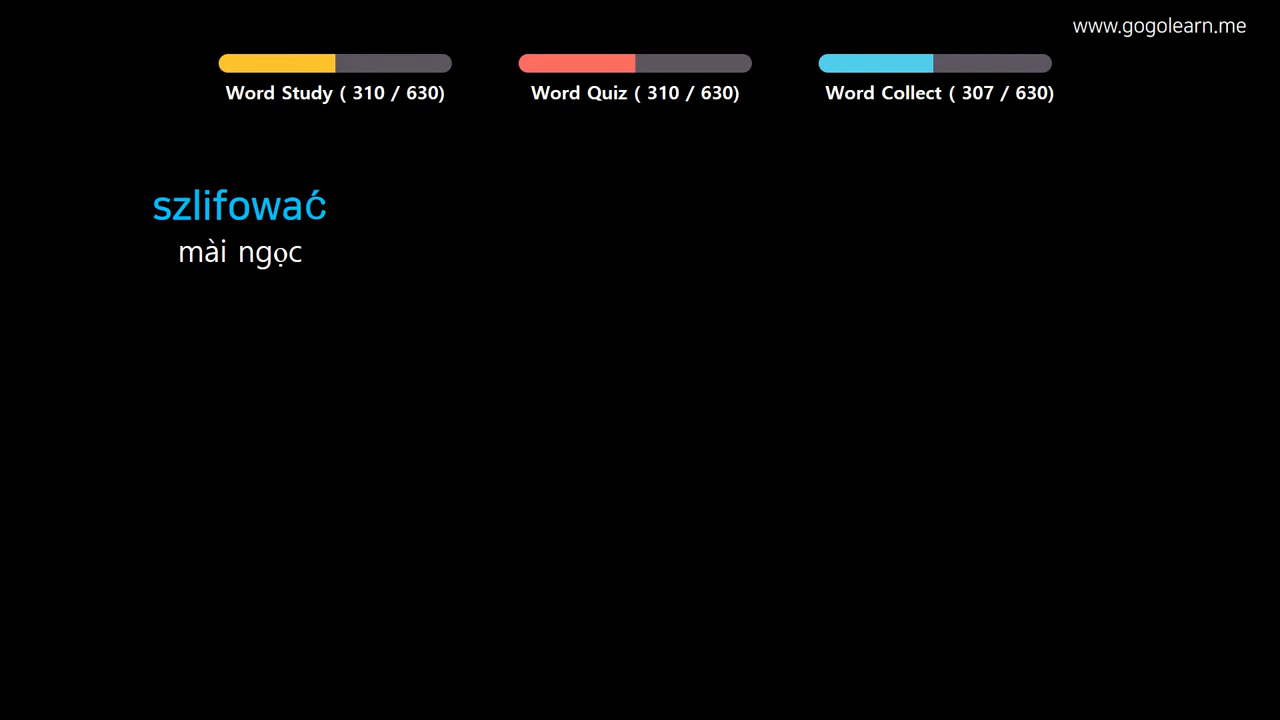 www.gogolearn.me
Word Study ( 310 / 630)
Word Quiz ( 310 / 630)
Word Collect ( 307 / 630)
szlifować
mài ngọc